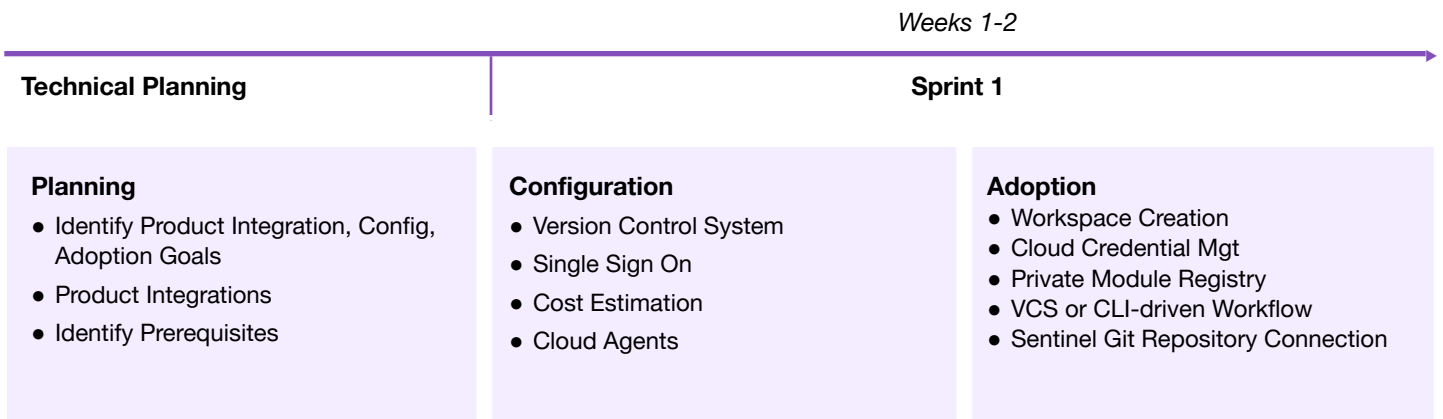 Weeks 1-2
Technical Planning
Sprint 1
Planning
● Identify Product Integration, Config,
Adoption Goals
● Product Integrations
● Identify Prerequisites
Configuration
● Version Control System
● Single Sign On
● Cost Estimation
● Cloud Agents
Adoption
● Workspace Creation
● Cloud Credential Mgt
● Private Module Registry
● VCS or CLI-driven Workflow
● Sentinel Git Repository Connection